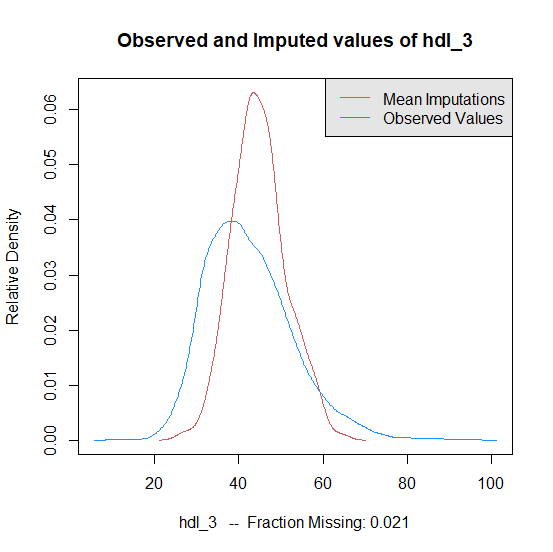 Observed and Imputed values of hdl_3
Mean Imputations
Observed Values
Relative Density
0.06
0.05
0.04
0.03
0.02
0.01
0.00
20 40 60 80 100
hdl_3 -- Fraction Missing: 0.021